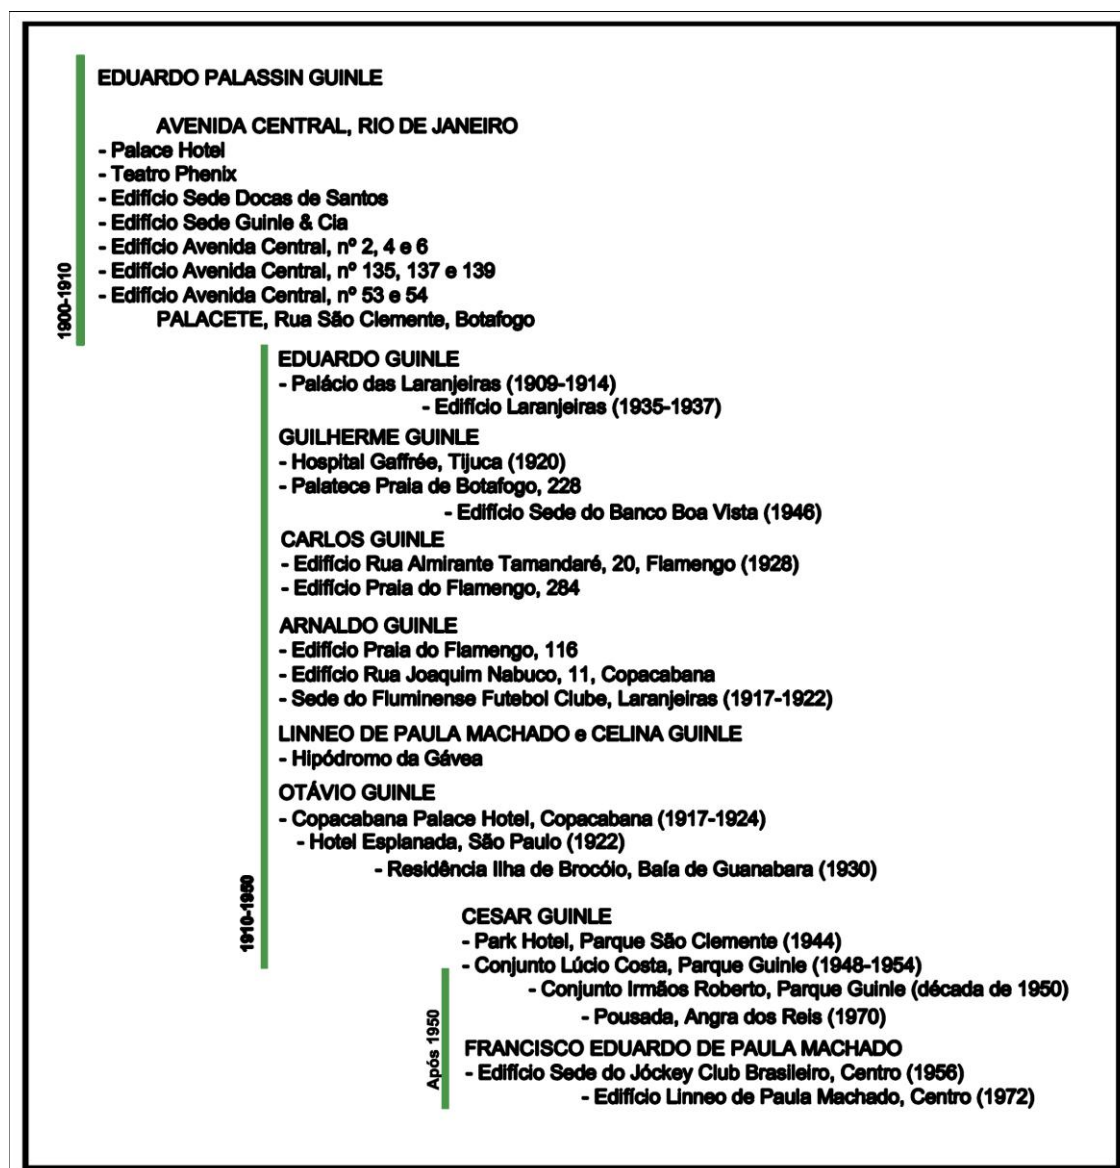 EDUARDO PALASSIN GUINLE
AVENIDA CENTRAL, RIO DE JANEIRO
- Palace Hotel
- Teatro Phenix
- Edifício Sede Docas de Santos
- Edifício Sede Guinle & Cia
- Edifício Avenida Central, nº 2, 4 e 6
- Edifício Avenida Central, nº 135, 137 e 139
- Edifício Avenida Central, nº 53 e 54
PALACETE, Rua São Clemente, Botafogo
1900-1910
EDUARDO GUINLE
- Palácio das Laranjeiras (1909-1914)
- Edifício Laranjeiras (1935-1937)
GUILHERME GUINLE
- Hospital Gaffrée, Tijuca (1920)
- Palatece Praia de Botafogo, 228
- Edifício Sede do Banco Boa Vista (1946)
CARLOS GUINLE
- Edifício Rua Almirante Tamandaré, 20, Flamengo (1928)
- Edifício Praia do Flamengo, 284
ARNALDO GUINLE
- Edifício Praia do Flamengo, 116
- Edifício Rua Joaquim Nabuco, 11, Copacabana
- Sede do Fluminense Futebol Clube, Laranjeiras (1917-1922)
LINNEO DE PAULA MACHADO e CELINA GUINLE
- Hipódromo da Gávea
OTÁVIO GUINLE
- Copacabana Palace Hotel, Copacabana (1917-1924)
- Hotel Esplanada, São Paulo (1922)
- Residência Ilha de Brocóio, Baía de Guanabara (1930)
1910-1950
CESAR GUINLE
- Park Hotel, Parque São Clemente (1944)
- Conjunto Lúcio Costa, Parque Guinle (1948-1954)
- Conjunto Irmãos Roberto, Parque Guinle (década de 1950)
- Pousada, Angra dos Reis (1970)
FRANCISCO EDUARDO DE PAULA MACHADO
- Edifício Sede do Jóckey Club Brasileiro, Centro (1956)
- Edifício Linneo de Paula Machado, Centro (1972)
Após 1950